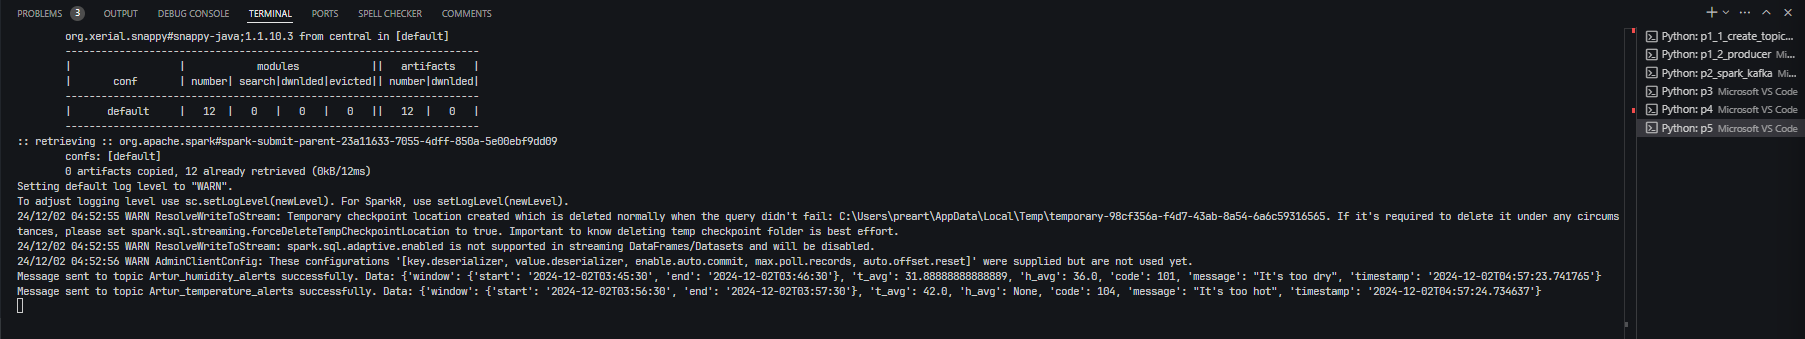 PROBLEMS 3 OUTPUT DEBUG CONSOLE TERMINAL PORTS SPELL CHECKER COMMENTS
org.xerial.snappy#snappy-java;1.1.10.3 from central in [default]
---------------------------------------------------------------------
|                  |            modules            ||   artifacts   |
|       conf       | number| search|dwnlded|evicted|| number|dwnlded|
---------------------------------------------------------------------
|      default     |   12  |   0   |   0   |   0   ||   12  |   0   |
---------------------------------------------------------------------
:: retrieving :: org.apache.spark#spark-submit-parent-23a11633-7055-4dff-850a-5e00ebf9dd09
confs: [default]
0 artifacts copied, 12 already retrieved (0kB/12ms)
Setting default log level to "WARN".
To adjust logging level use sc.setLogLevel(newLevel). For SparkR, use setLogLevel(newLevel).
24/12/02 04:52:55 WARN ResolveWriteToStream: Temporary checkpoint location created which is deleted normally when the query didn't fail: C:\Users\preart\AppData\Local\Temp\temporary-98cf356a-f4d7-43ab-8a54-6a6c59316565. If it's required to delete it under any circums
tances, please set spark.sql.streaming.forceDeleteTempCheckpointLocation to true. Important to know deleting temp checkpoint folder is best effort.
24/12/02 04:52:55 WARN ResolveWriteToStream: spark.sql.adaptive.enabled is not supported in streaming DataFrames/Datasets and will be disabled.
24/12/02 04:52:56 WARN AdminClientConfig: These configurations '[key.deserializer, value.deserializer, enable.auto.commit, max.poll.records, auto.offset.reset]' were supplied but are not used yet.
Message sent to topic Artur_humidity_alerts successfully. Data: {'window': {'start': '2024-12-02T03:45:30', 'end': '2024-12-02T03:46:30'}, 't_avg': 31.88888888888889, 'h_avg': 36.0, 'code': 101, 'message': "It's too dry", 'timestamp': '2024-12-02T04:57:23.741765'}
Message sent to topic Artur_temperature_alerts successfully. Data: {'window': {'start': '2024-12-02T03:56:30', 'end': '2024-12-02T03:57:30'}, 't_avg': 42.0, 'h_avg': None, 'code': 104, 'message': "It's too hot", 'timestamp': '2024-12-02T04:57:24.734637'}
Python: p1_1_create_topic...
Python: p1_2_producer Mi...
Python: p2_spark_kafka Mi...
Python: p3 Microsoft VS Code
Python: p4 Microsoft VS Code
Python: p5 Microsoft VS Code